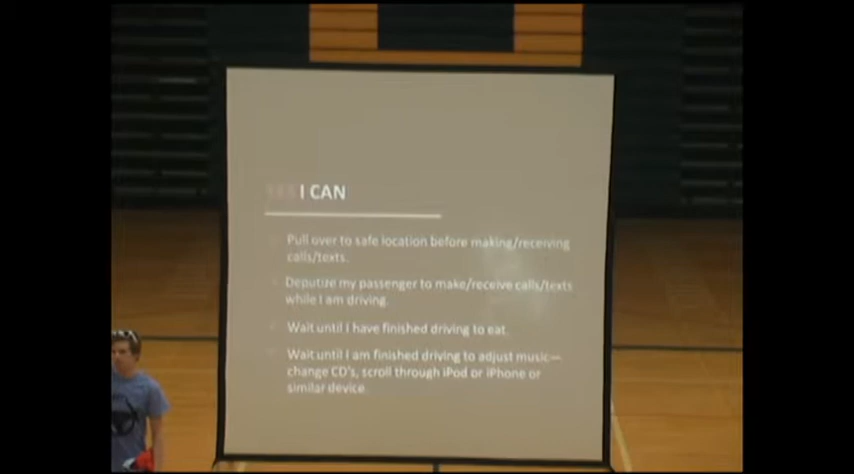 YES I CAN
Pull over to safe location before making/receiving
calls/texts.
Deputize my passenger to make/receive calls/texts
while I am driving.
Wait until I have finished driving to eat.
Wait until I am finished driving to adjust music—
change CD's, scroll through iPod or iPhone or
similar device.